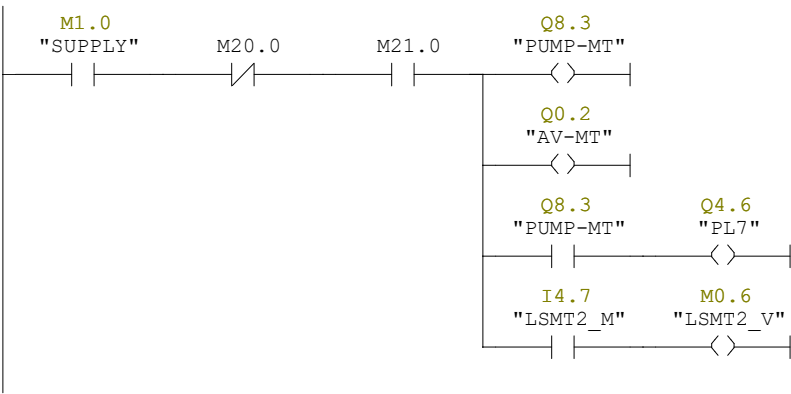 M1.0
"SUPPLY"
M20.0
M21.0
Q8.3
"PUMP-MT"
Q0.2
"AV-MT"
Q8.3
"PUMP-MT"
Q4.6
"PL7"
I4.7
"LSMT2_M"
M0.6
"LSMT2_V"